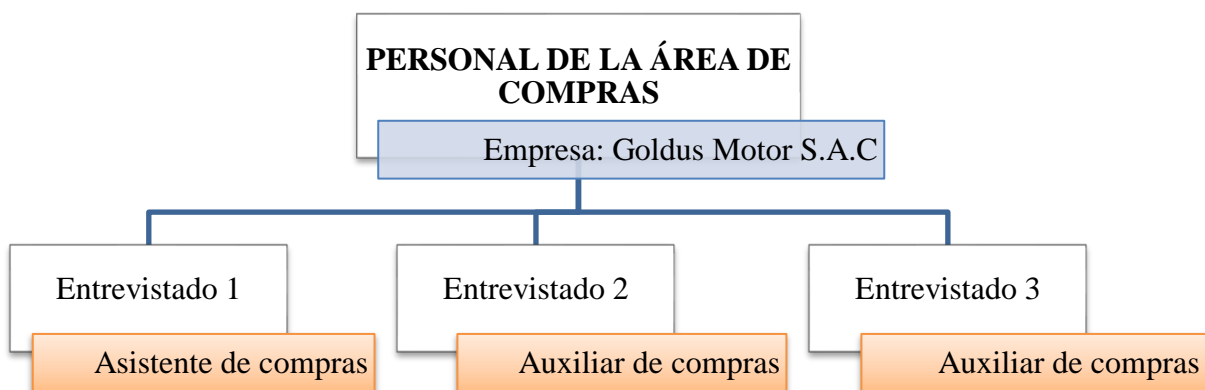 PERSONAL DE LA ÁREA DE
COMPRAS
Empresa: Goldus Motor S.A.C
Entrevistado 1
Asistente de compras
Entrevistado 2
Auxiliar de compras
Entrevistado 3
Auxiliar de compras